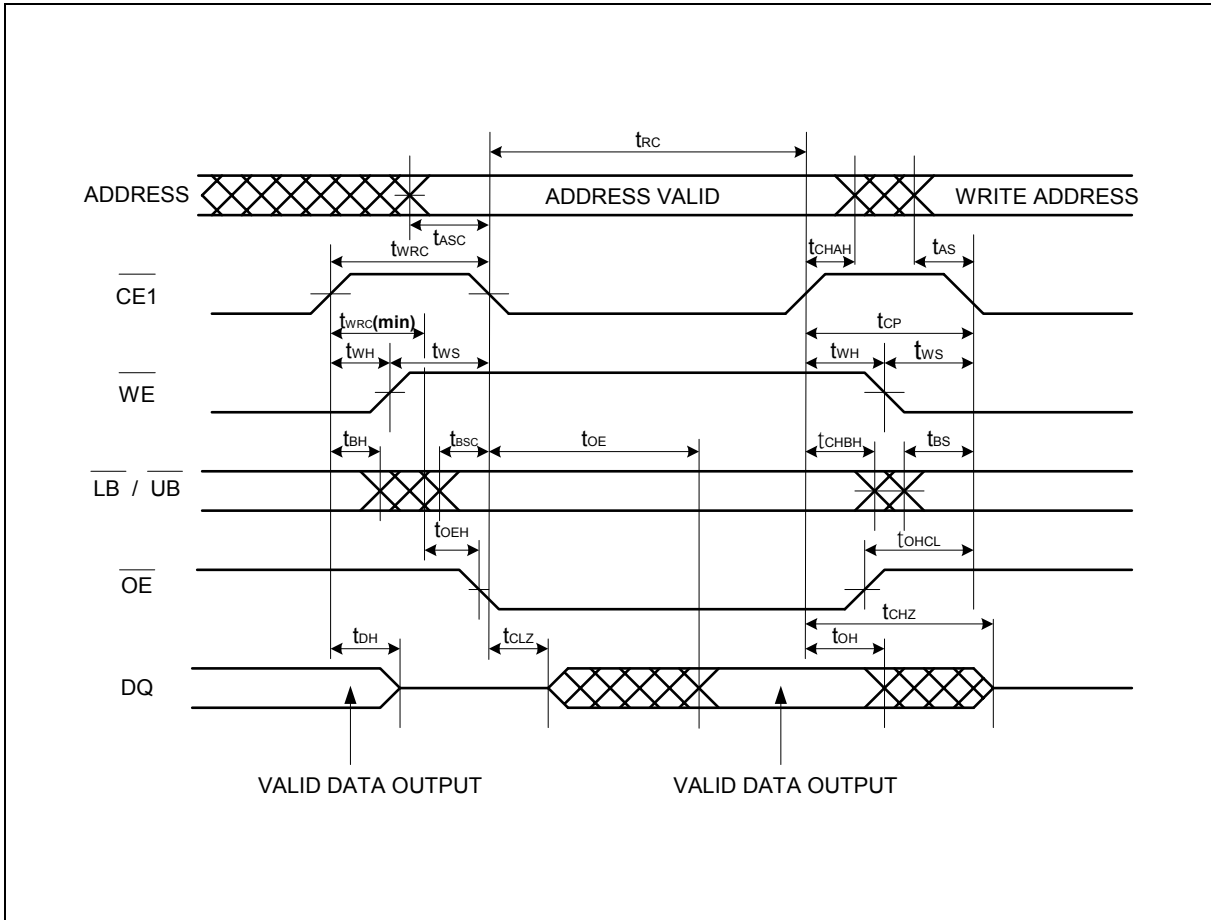 tRC
ADDRESS
ADDRESS VALID
WRITE ADDRESS
tASC
tWRC
tCHAH
tAS
CE1
tWRC(min)
tCP
tWH
tWS
tWH
tWS
WE
tBH
tBSC
tOE
tCHBH
tBS
LB / UB
tOEH
tOHCL
OE
tCHZ
tDH
tCLZ
tOH
DQ
VALID DATA OUTPUT
VALID DATA OUTPUT